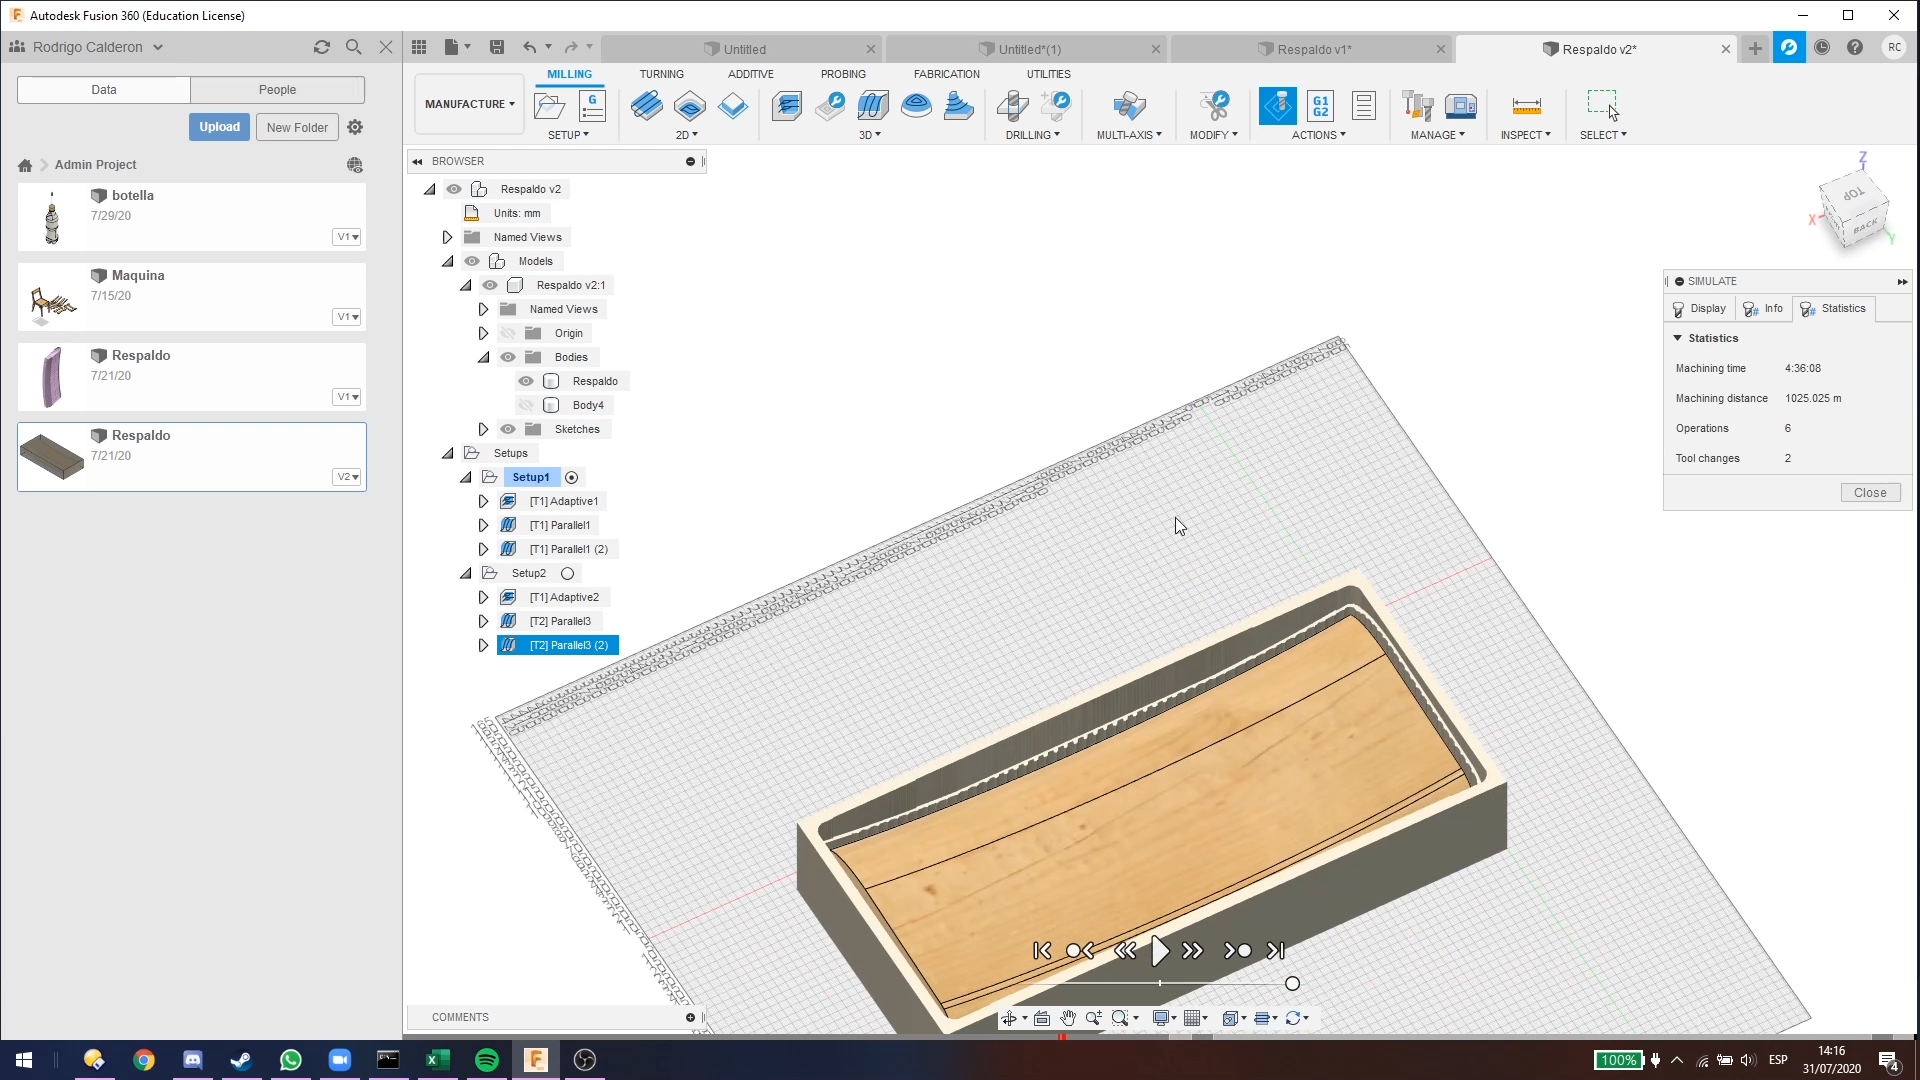 Autodesk Fusion 360 (Education License)
Rodrigo Calderon
Untitled
Untitled*(1)
Respaldo v1*
Respaldo v2*
RC
Data
People
Upload
New Folder
Admin Project
botella
7/29/20
V1
Maquina
7/15/20
V1
Respaldo
7/21/20
V1
Respaldo
7/21/20
V2
MILLING
TURNING
ADDITIVE
PROBING
FABRICATION
UTILITIES
MANUFACTURE
G
G1
G2
SETUP
2D
3D
DRILLING
MULTI-AXIS
MODIFY
ACTIONS
MANAGE
INSPECT
SELECT
BROWSER
Respaldo v2
Units: mm
Named Views
Models
Respaldo v2:1
Named Views
Origin
Bodies
Respaldo
Body4
Sketches
Setups
Setup1
[T1] Adaptive1
[T1] Parallel1
[T1] Parallel1 (2)
Setup2
[T1] Adaptive2
[T2] Parallel3
[T2] Parallel3 (2)
COMMENTS
Z
TOP
X
BACK
Y
SIMULATE
Display
Info
Statistics
Statistics
Machining time 4:36:08
Machining distance 1025.025 m
Operations 6
Tool changes 2
Close
100%
ESP
14:16
31/07/2020
4